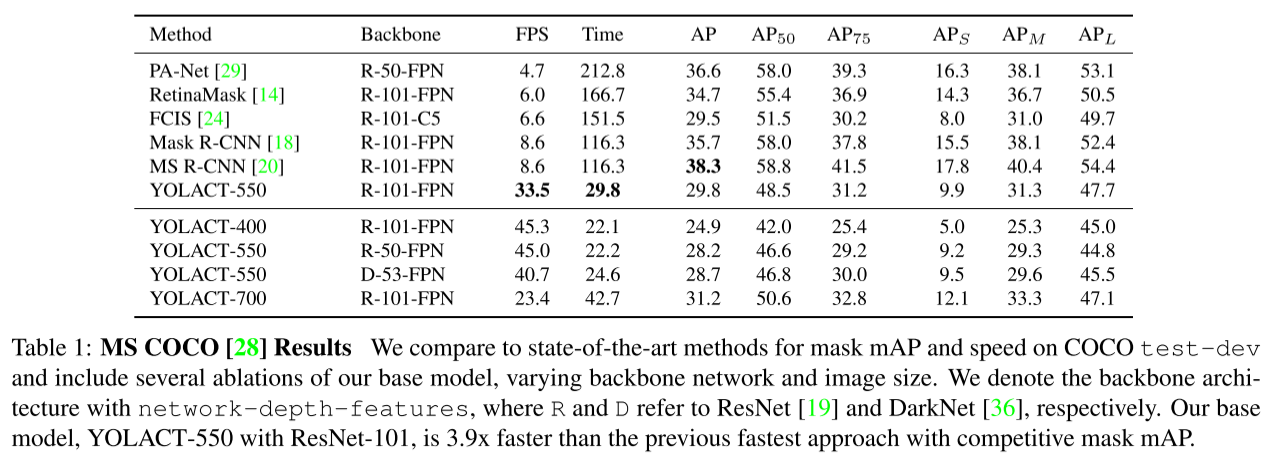 Method Backbone FPS Time AP AP50 AP75 APS APM APL
PA-Net [29] R-50-FPN 4.7 212.8 36.6 58.0 39.3 16.3 38.1 53.1
RetinaMask [14] R-101-FPN 6.0 166.7 34.7 55.4 36.9 14.3 36.7 50.5
FCIS [24] R-101-C5 6.6 151.5 29.5 51.5 30.2 8.0 31.0 49.7
Mask R-CNN [18] R-101-FPN 8.6 116.3 35.7 58.0 37.8 15.5 38.1 52.4
MS R-CNN [20] R-101-FPN 8.6 116.3 38.3 58.8 41.5 17.8 40.4 54.4
YOLACT-550 R-101-FPN 33.5 29.8 29.8 48.5 31.2 9.9 31.3 47.7
YOLACT-400 R-101-FPN 45.3 22.1 24.9 42.0 25.4 5.0 25.3 45.0
YOLACT-550 R-50-FPN 45.0 22.2 28.2 46.6 29.2 9.2 29.3 44.8
YOLACT-550 D-53-FPN 40.7 24.6 28.7 46.8 30.0 9.5 29.6 45.5
YOLACT-700 R-101-FPN 23.4 42.7 31.2 50.6 32.8 12.1 33.3 47.1
Table 1: MS COCO [28] Results We compare to state-of-the-art methods for mask mAP and speed on COCO test-dev
and include several ablations of our base model, varying backbone network and image size. We denote the backbone archi-
tecture with network-depth-features, where R and D refer to ResNet [19] and DarkNet [36], respectively. Our base
model, YOLACT-550 with ResNet-101, is 3.9x faster than the previous fastest approach with competitive mask mAP.